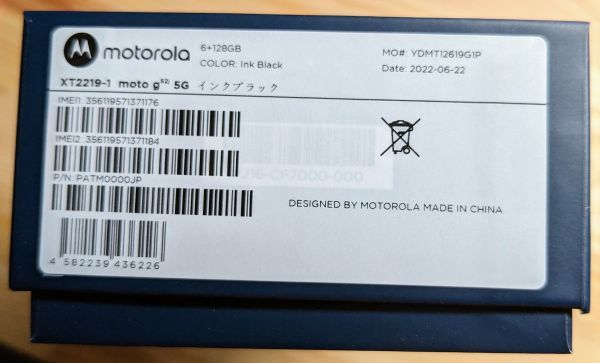 motorola
6+128GB
COLOR: Ink Black
MO#: YDMT12619G1P
Date: 2022-06-22
XT2219-1 moto g⁵²ʲ 5G インクブラック
IMEI1 356119571371176
IMEI2 356119571371184
P/N: PATM0000JP
216-CF7000-000
DESIGNED BY MOTOROLA MADE IN CHINA
4 582239 436226